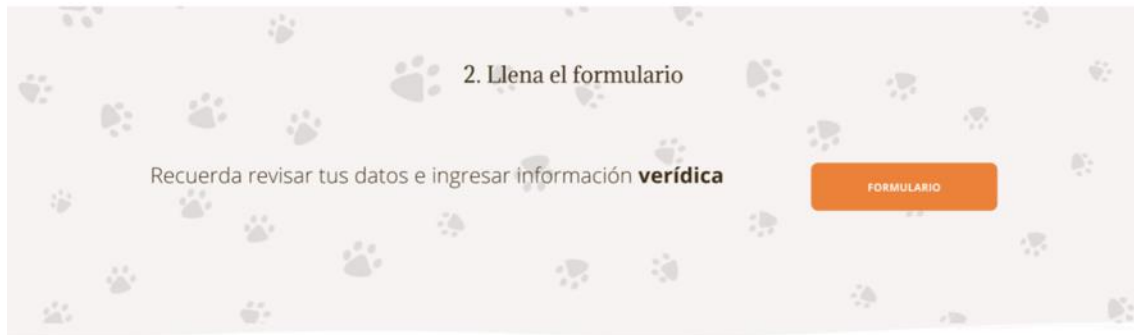 2. Llena el formulario
Recuerda revisar tus datos e ingresar información verídica
FORMULARIO